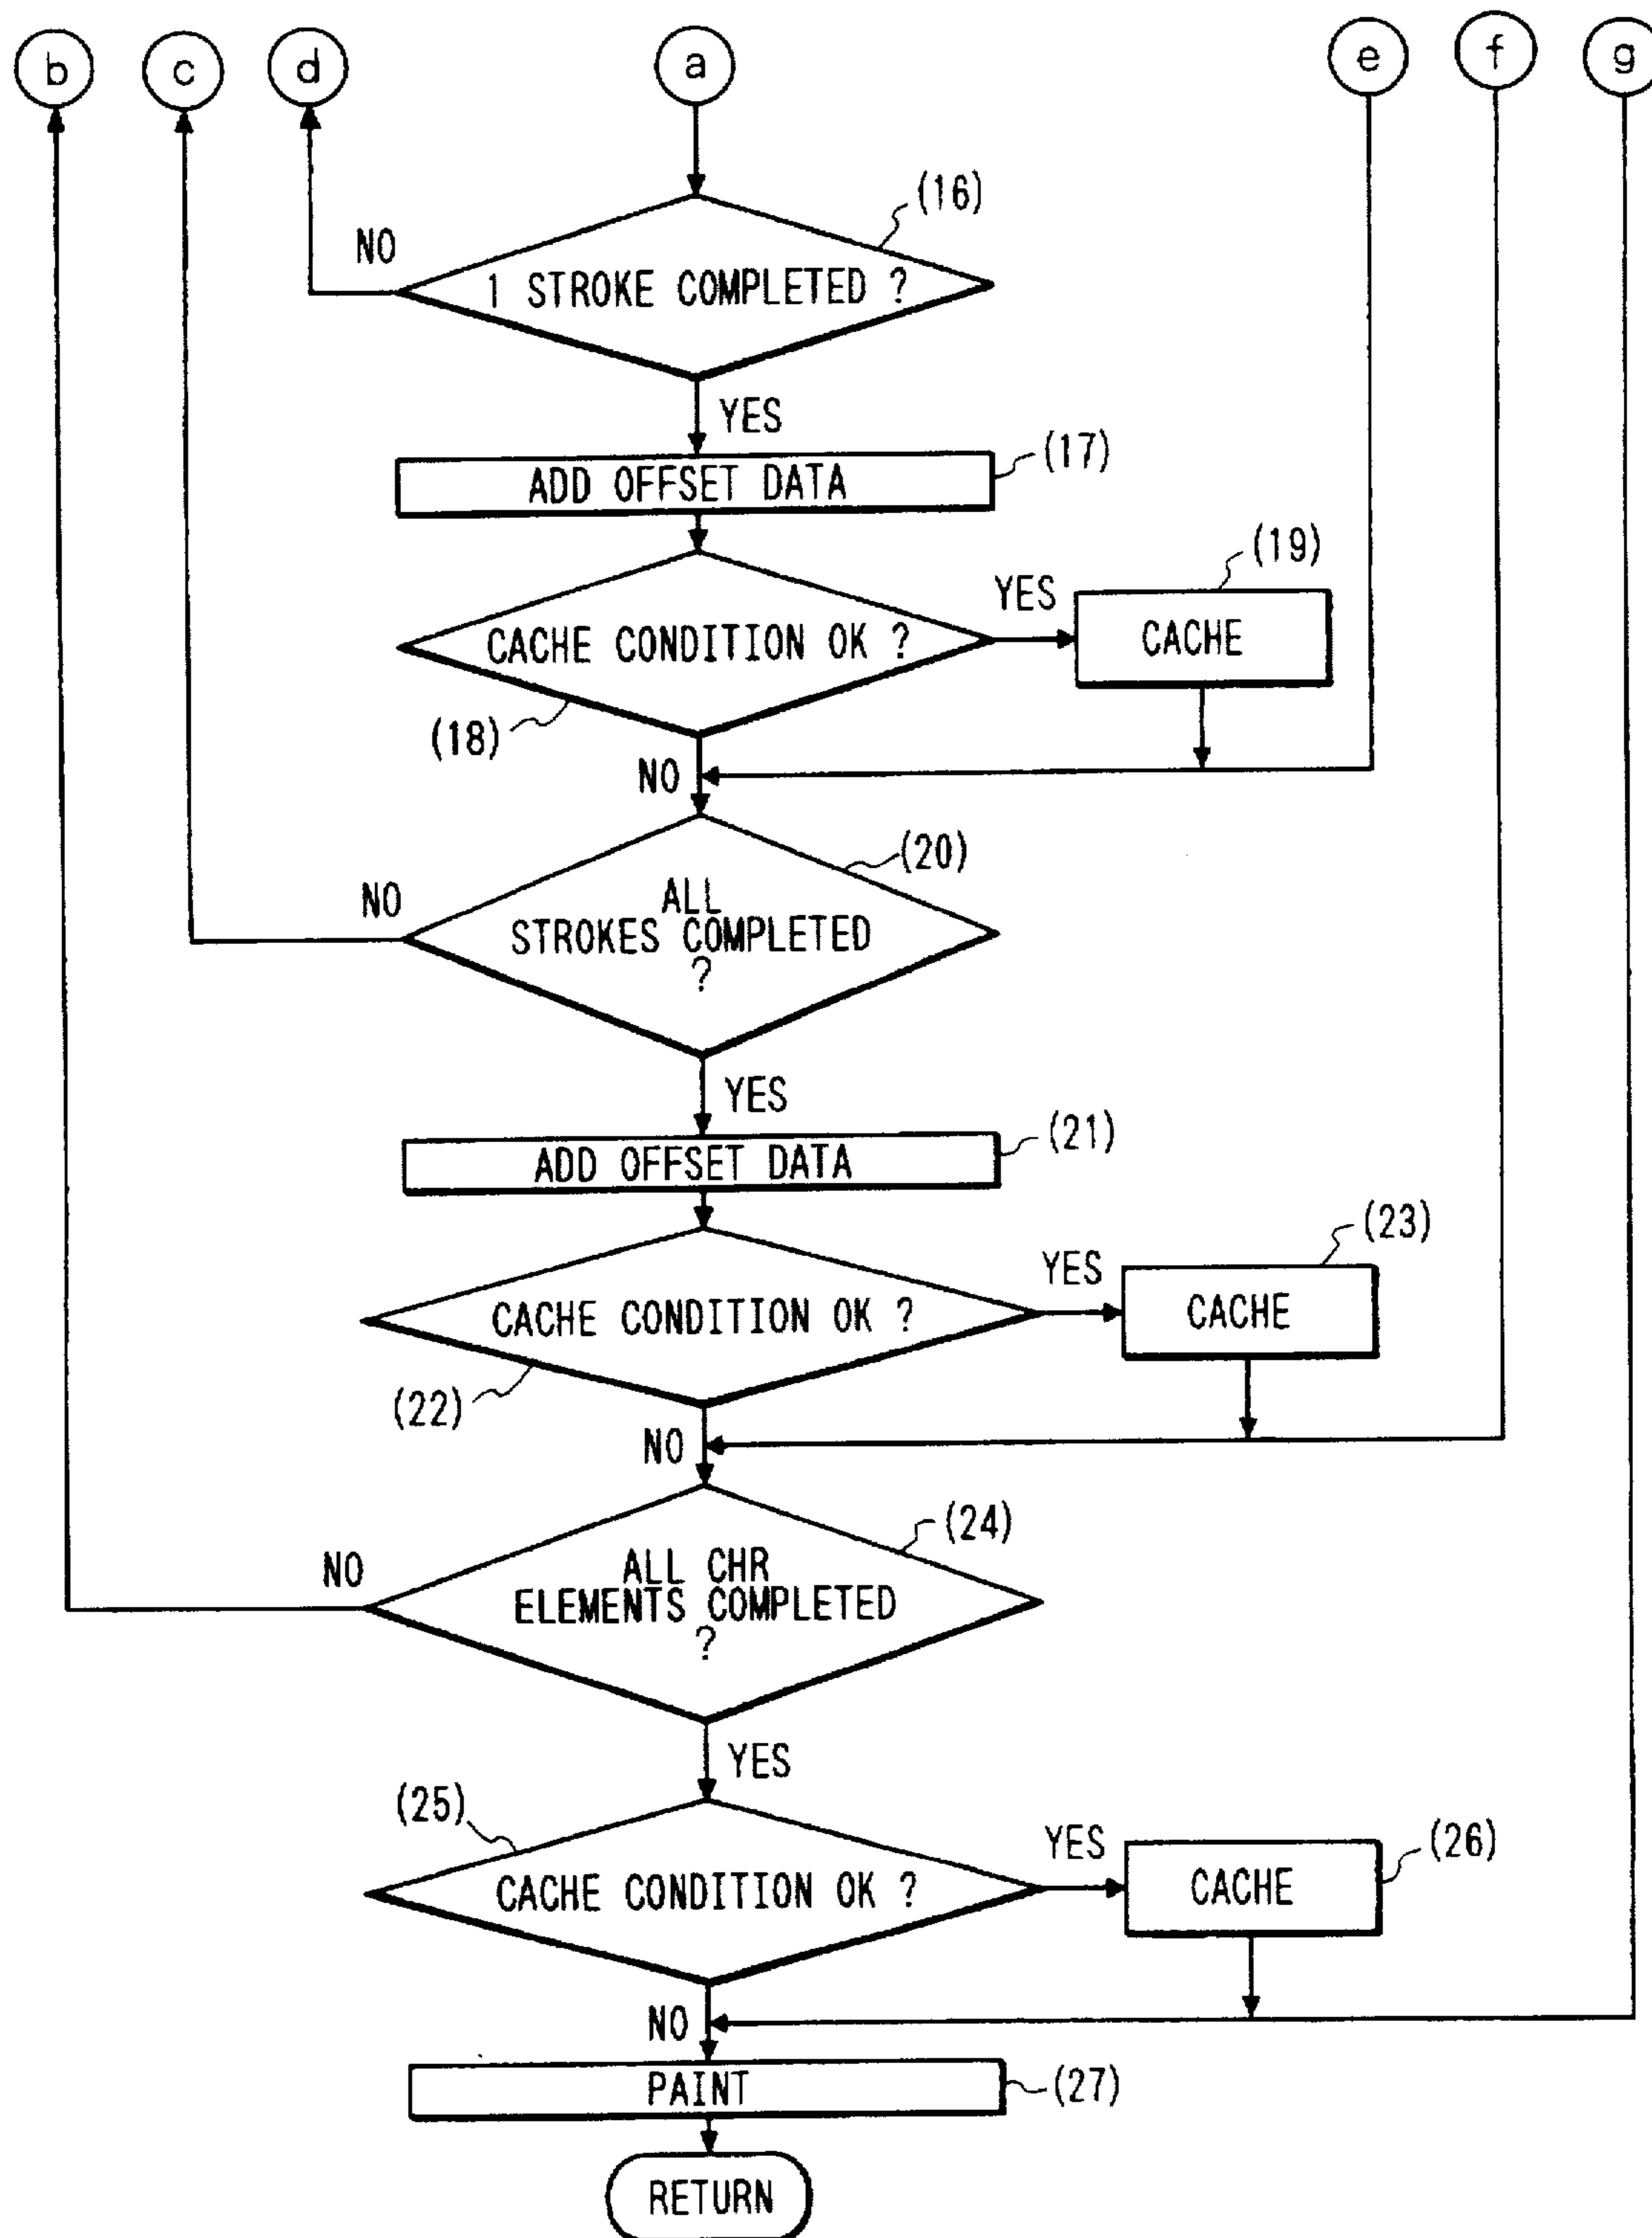 b c d a e f g
(16)
NO
1 STROKE COMPLETED ?
YES
(17)
ADD OFFSET DATA
(19)
YES
CACHE CONDITION OK ?
CACHE
(18)
NO
(20)
NO
ALL
STROKES COMPLETED
?
YES
(21)
ADD OFFSET DATA
(23)
YES
CACHE CONDITION OK ?
CACHE
(22)
NO
(24)
NO
ALL CHR
ELEMENTS COMPLETED
?
YES
(25)
YES
(26)
CACHE CONDITION OK ?
CACHE
NO
PAINT
(27)
RETURN